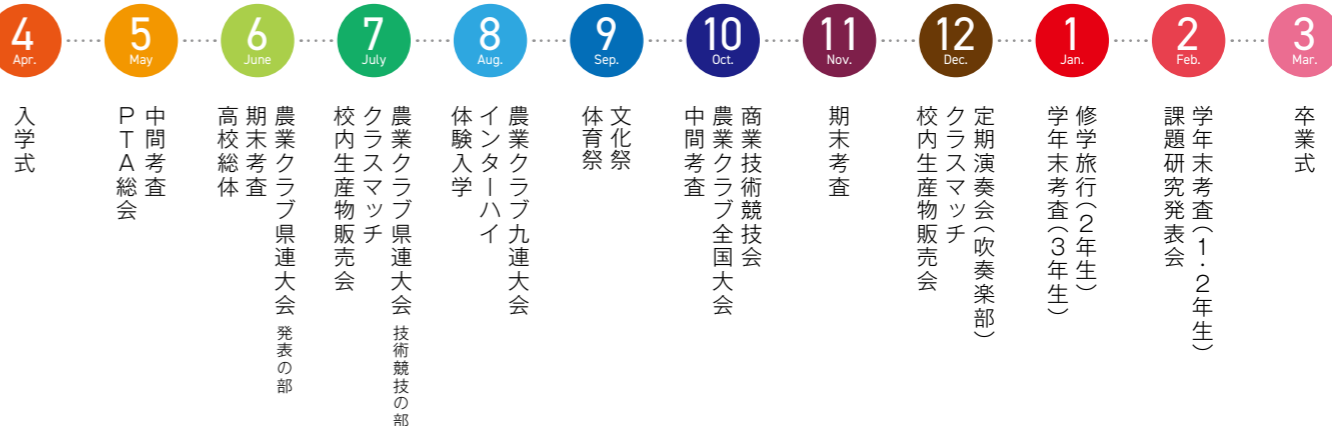 4
Apr.
入学式
5
May
中間考査
PTA総会
6
June
農業クラブ県連大会 発表の部
期末考査
高校総体
7
July
農業クラブ県連大会 技術競技の部
クラスマッチ
校内生産物販売会
8
Aug.
農業クラブ九連大会
インターハイ
体験入学
9
Sep.
文化祭
体育祭
10
Oct.
商業技術競技会
農業クラブ全国大会
中間考査
11
Nov.
期末考査
12
Dec.
定期演奏会(吹奏楽部)
クラスマッチ
校内生産物販売会
1
Jan.
修学旅行(2年生)
学年末考査(3年生)
2
Feb.
学年末考査(1・2年生)
課題研究発表会
3
Mar.
卒業式